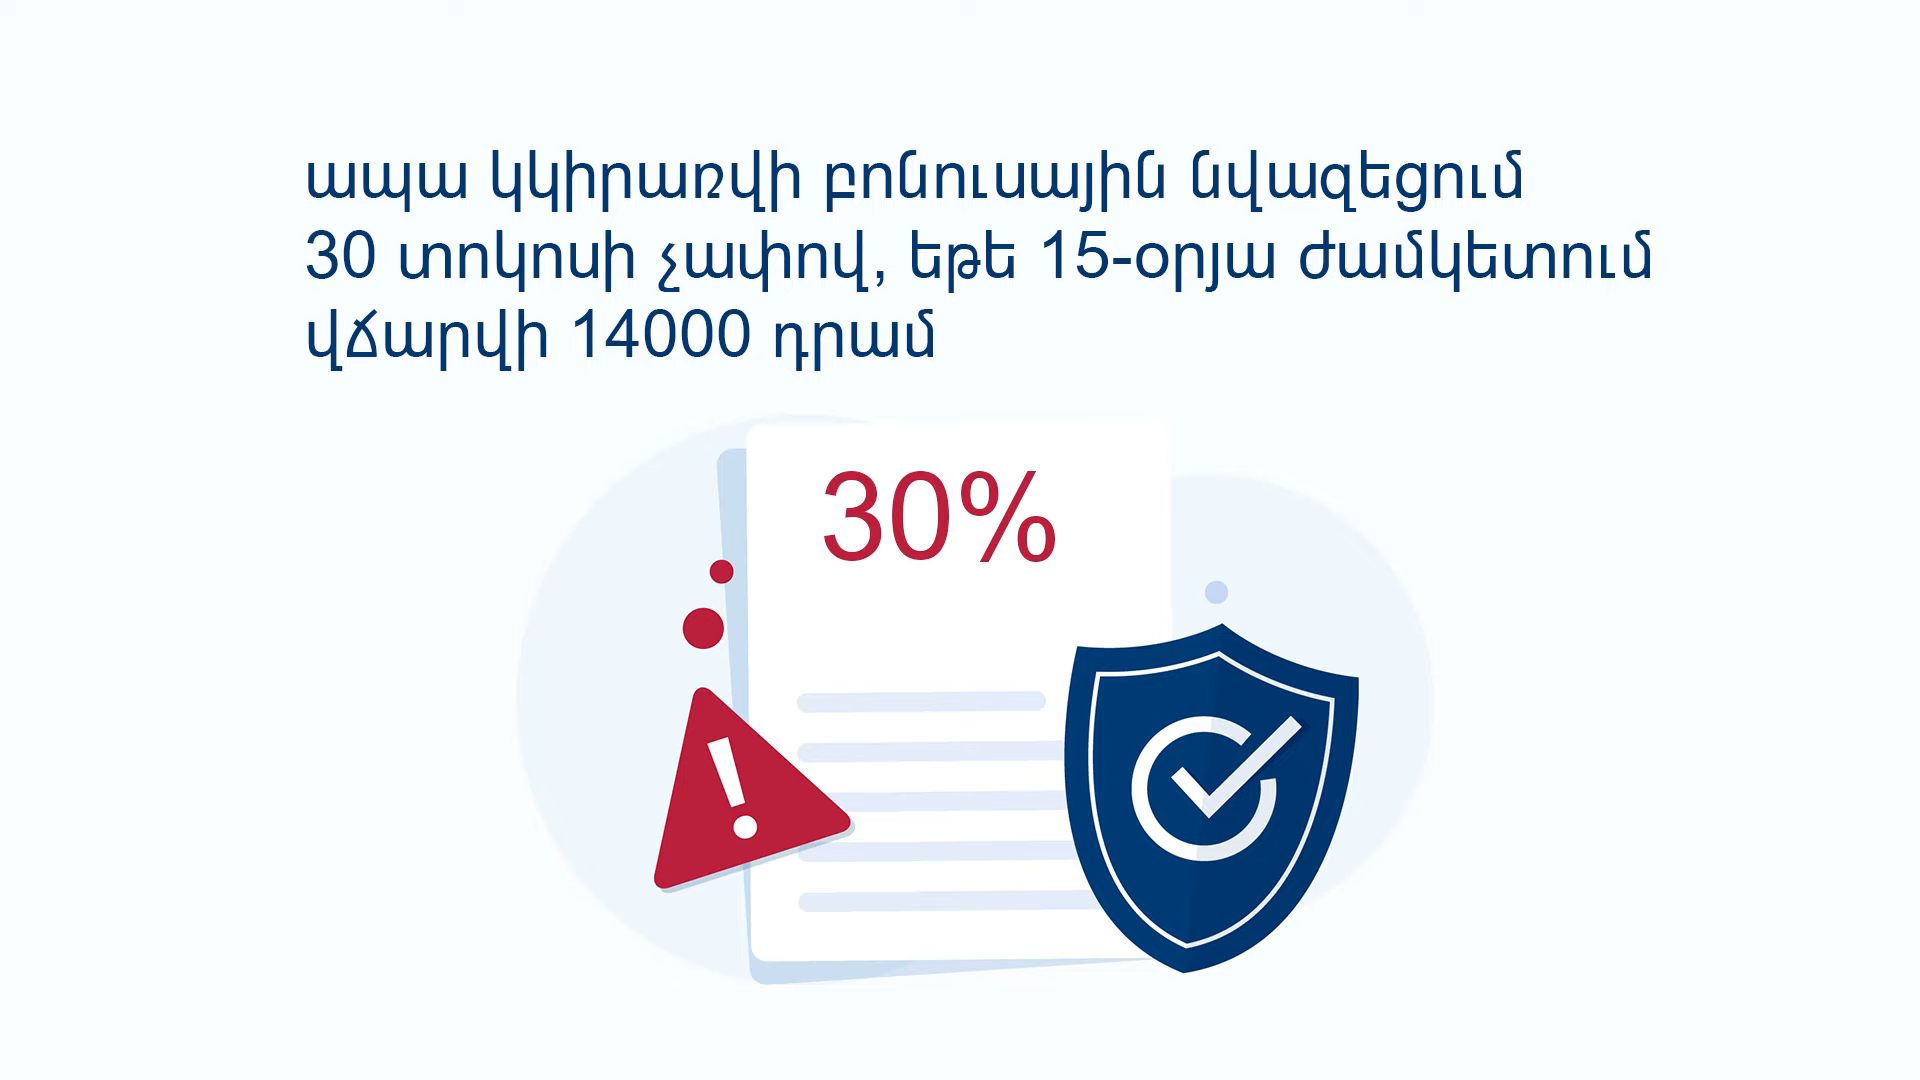 ապա կկիրառվի բոնուսային նվազեցում
30 տոկոսի չափով, եթե 15-օրյա ժամկետում
վճարվի 14000 դրամ
30%